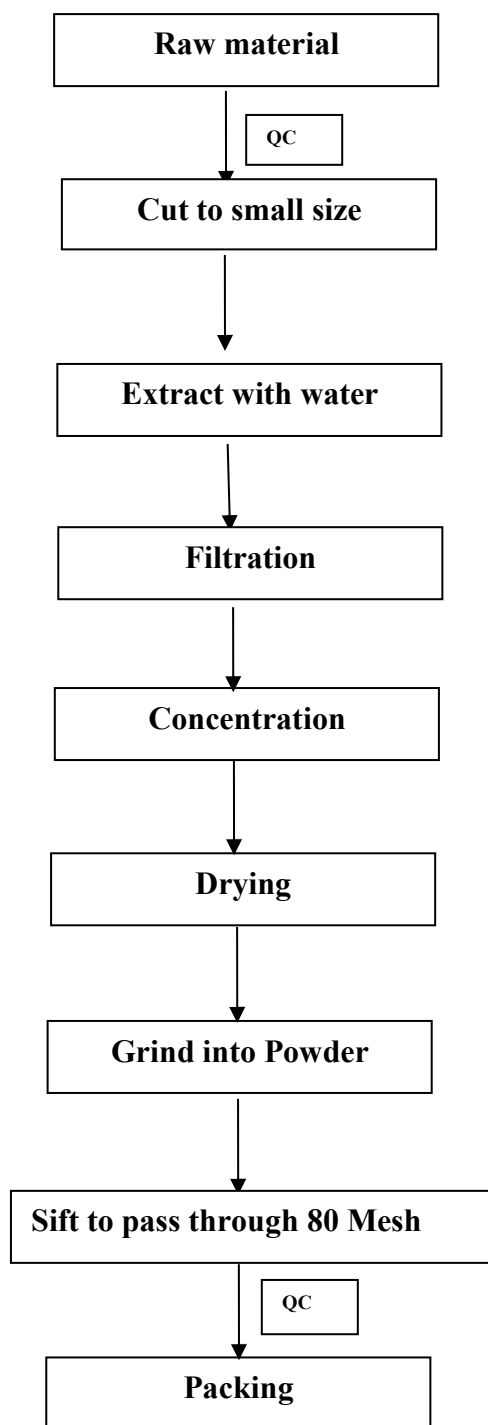 Raw material
QC
Cut to small size
Extract with water
Filtration
Concentration
Drying
Grind into Powder
Sift to pass through 80 Mesh
QC
Packing